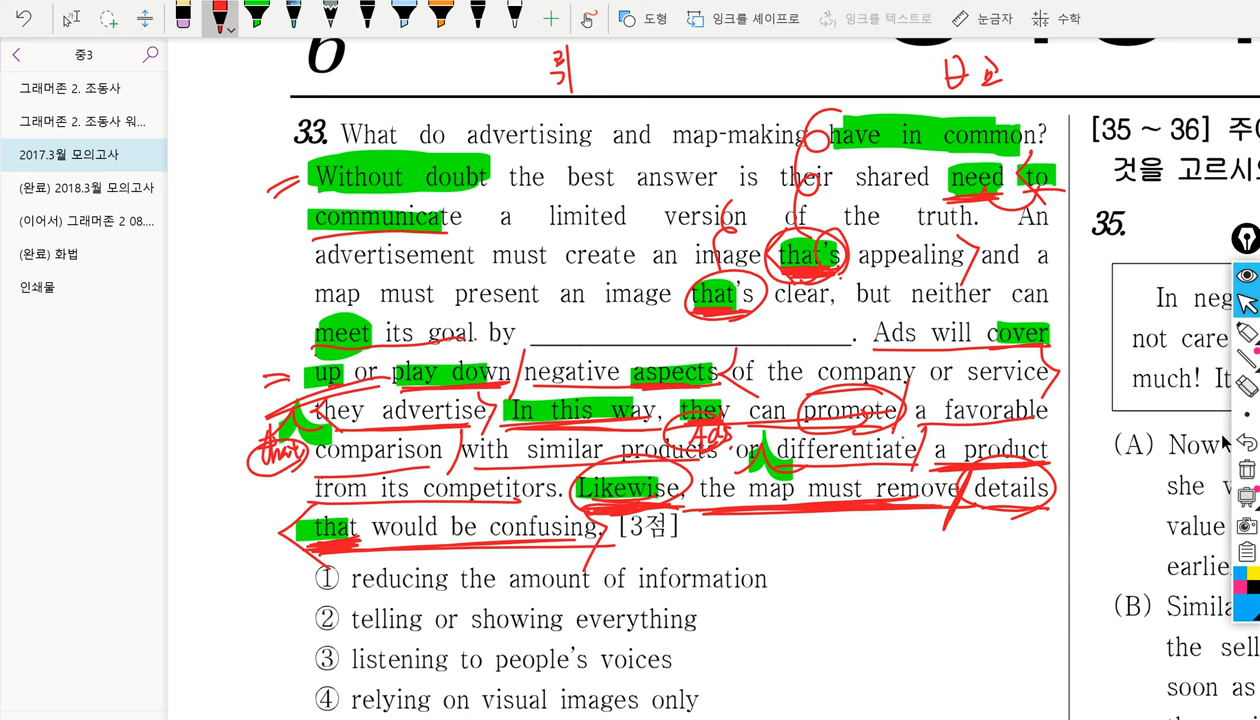 도형
잉크를 셰이프로
잉크를 텍스트로
눈금자
수학
중3
그래머존 2. 조동사
그래머존 2. 조동사 워...
2017.3월 모의고사
(완료) 2018.3월 모의고사
(이어서) 그래머존 2 08....
(완료) 화법
인쇄물
6
33. What do advertising and map-making have in common?
Without doubt the best answer is their shared need to
communicate a limited version of the truth. An
advertisement must create an image that's appealing and a
map must present an image that's clear, but neither can
meet its goal by ____________________. Ads will cover
up or play down negative aspects of the company or service
they advertise. In this way, they can promote a favorable
that
Ads
comparison with similar products or differentiate a product
from its competitors. Likewise, the map must remove details
that would be confusing. [3점]
① reducing the amount of information
② telling or showing everything
③ listening to people's voices
④ relying on visual images only
[35 ~ 36] 주어
것을 고르시오
35.
In neg
not care
much! It
(A) Now
she v
value
earlie
(B) Simila
the sell
soon as